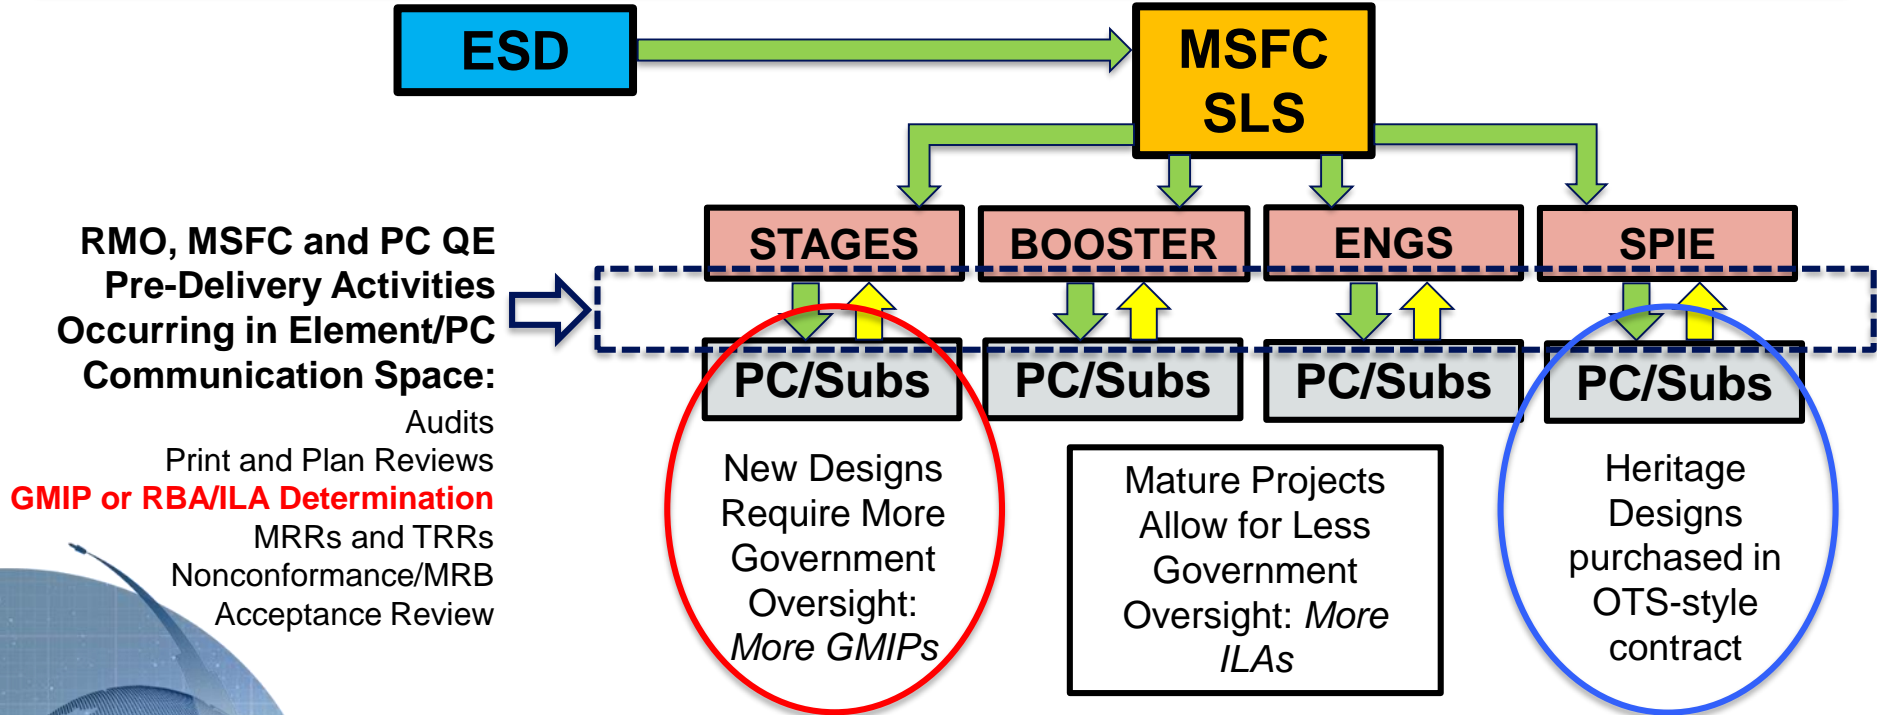 ESD
MSFC
SLS
STAGES
BOOSTER
ENGS
SPIE
RMO, MSFC and PC QE
Pre-Delivery Activities
Occurring in Element/PC
Communication Space:
Audits
Print and Plan Reviews
GMIP or RBA/ILA Determination
MRRs and TRRs
Nonconformance/MRB
Acceptance Review
PC/Subs
PC/Subs
PC/Subs
PC/Subs
New Designs
Require More
Government
Oversight:
More GMIPs
Mature Projects
Allow for Less
Government
Oversight: More
ILAs
Heritage
Designs
purchased in
OTS-style
contract